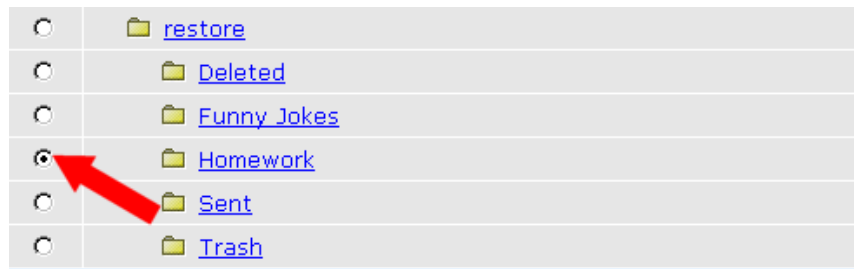 restore
Deleted
Funny Jokes
Homework
Sent
Trash